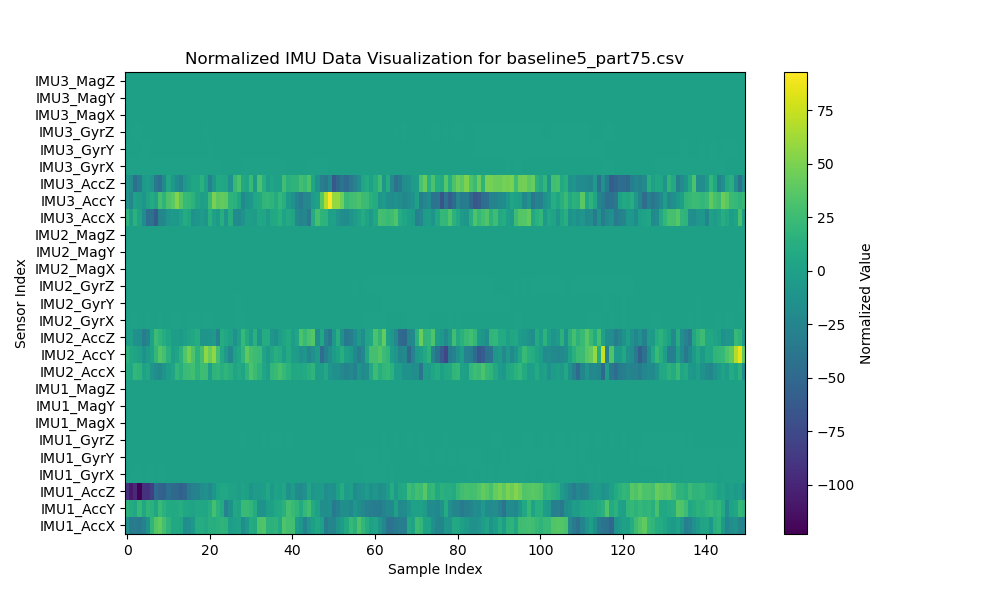 Normalized IMU Data Visualization for baseline5_part75.csv
IMU3_MagZ
IMU3_MagY
IMU3_MagX
IMU3_GyrZ
IMU3_GyrY
IMU3_GyrX
IMU3_AccZ
IMU3_AccY
IMU3_AccX
IMU2_MagZ
IMU2_MagY
IMU2_MagX
IMU2_GyrZ
IMU2_GyrY
IMU2_GyrX
IMU2_AccZ
IMU2_AccY
IMU2_AccX
IMU1_MagZ
IMU1_MagY
IMU1_MagX
IMU1_GyrZ
IMU1_GyrY
IMU1_GyrX
IMU1_AccZ
IMU1_AccY
IMU1_AccX
Sensor Index
0 20 40 60 80 100 120 140
Sample Index
75
50
25
0
−25
−50
−75
−100
Normalized Value